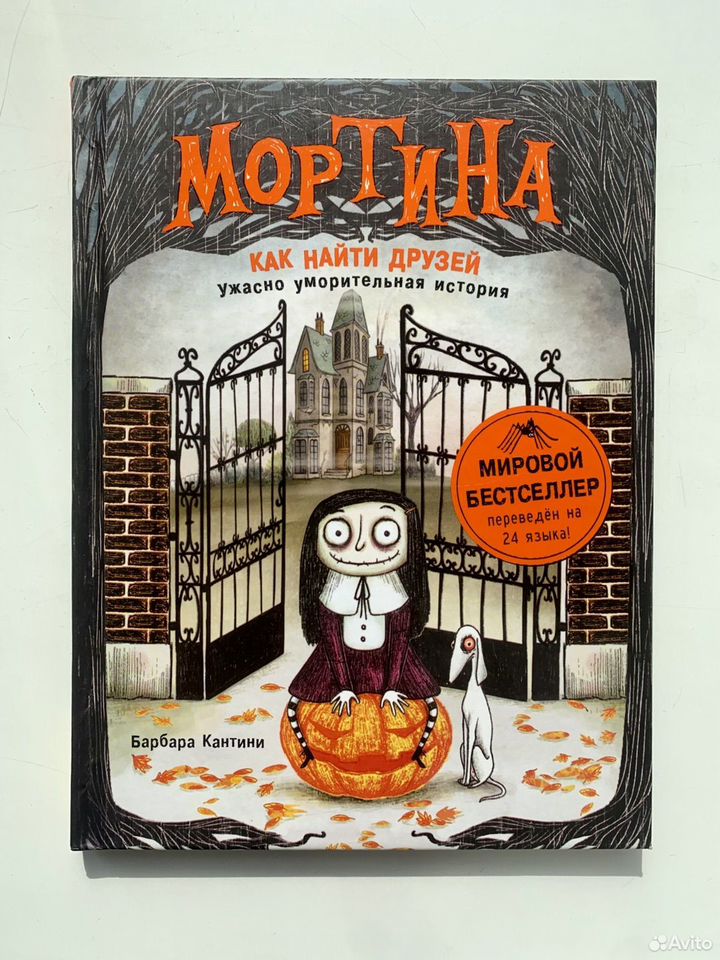 МОРТИНА
КАК НАЙТИ ДРУЗЕЙ
Ужасно уморительная история
МИРОВОЙ
БЕСТСЕЛЛЕР
переведён на
24 языка!
Барбара Кантини
Avito